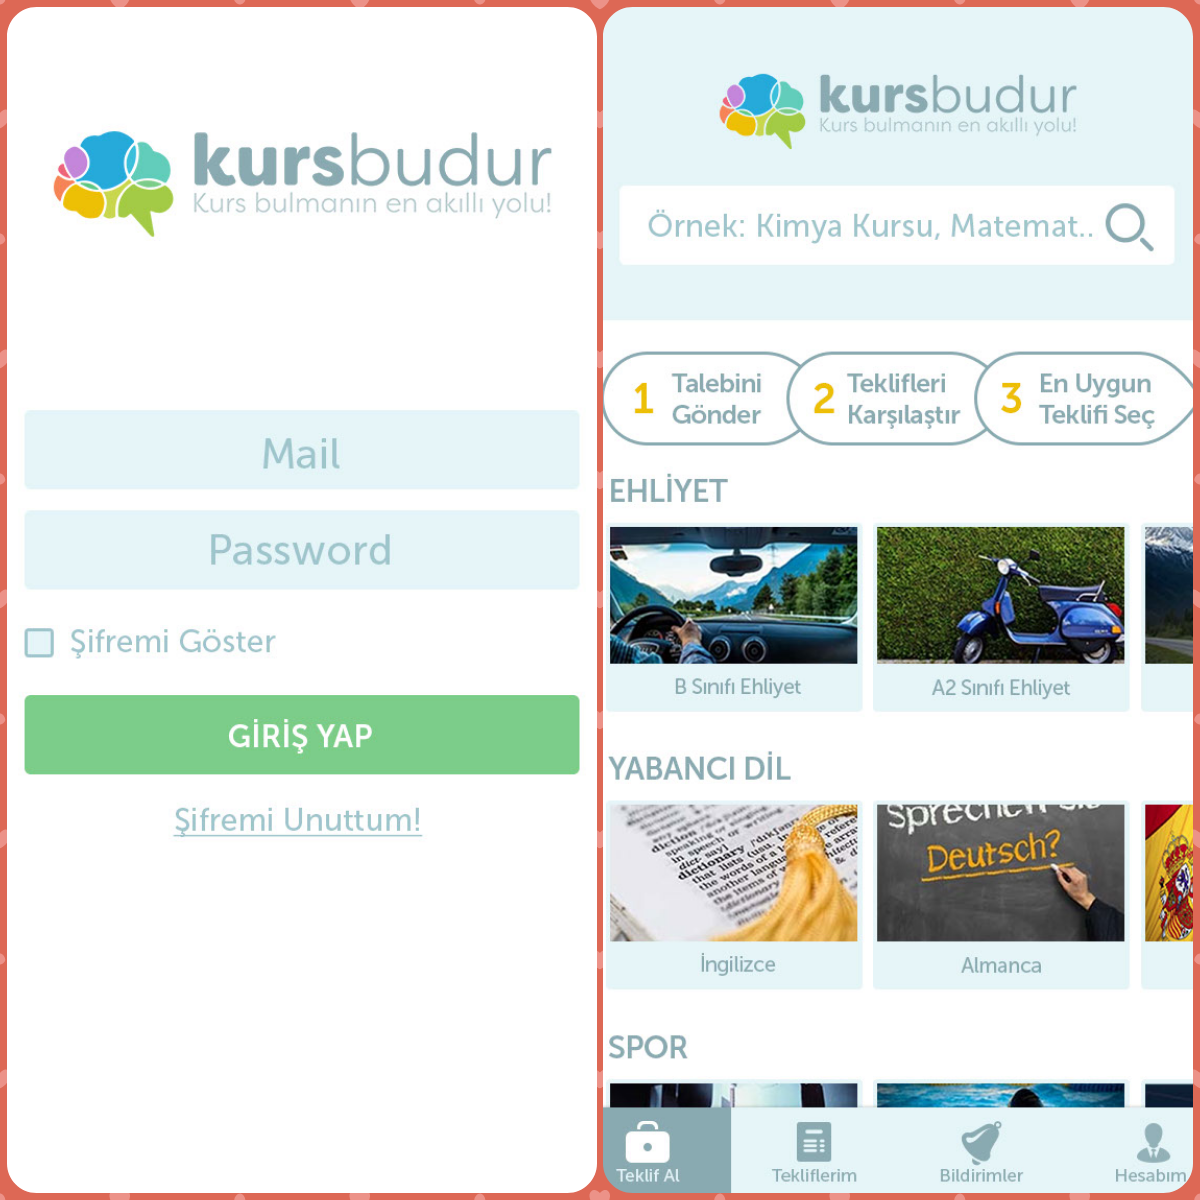 kursbudur
Kurs bulmanın en akıllı yolu!
Mail
Password
Şifremi Göster
GİRİŞ YAP
Şifremi Unuttum!
kursbudur
Kurs bulmanın en akıllı yolu!
Örnek: Kimya Kursu, Matemat..
1 Talebini Gönder
2 Teklifleri Karşılaştır
3 En Uygun Teklifi Seç
EHLİYET
B Sınıfı Ehliyet
A2 Sınıfı Ehliyet
YABANCI DİL
dictionary
Sprechen Sie
Deutsch?
İngilizce
Almanca
SPOR
Teklif Al
Tekliflerim
Bildirimler
Hesabım